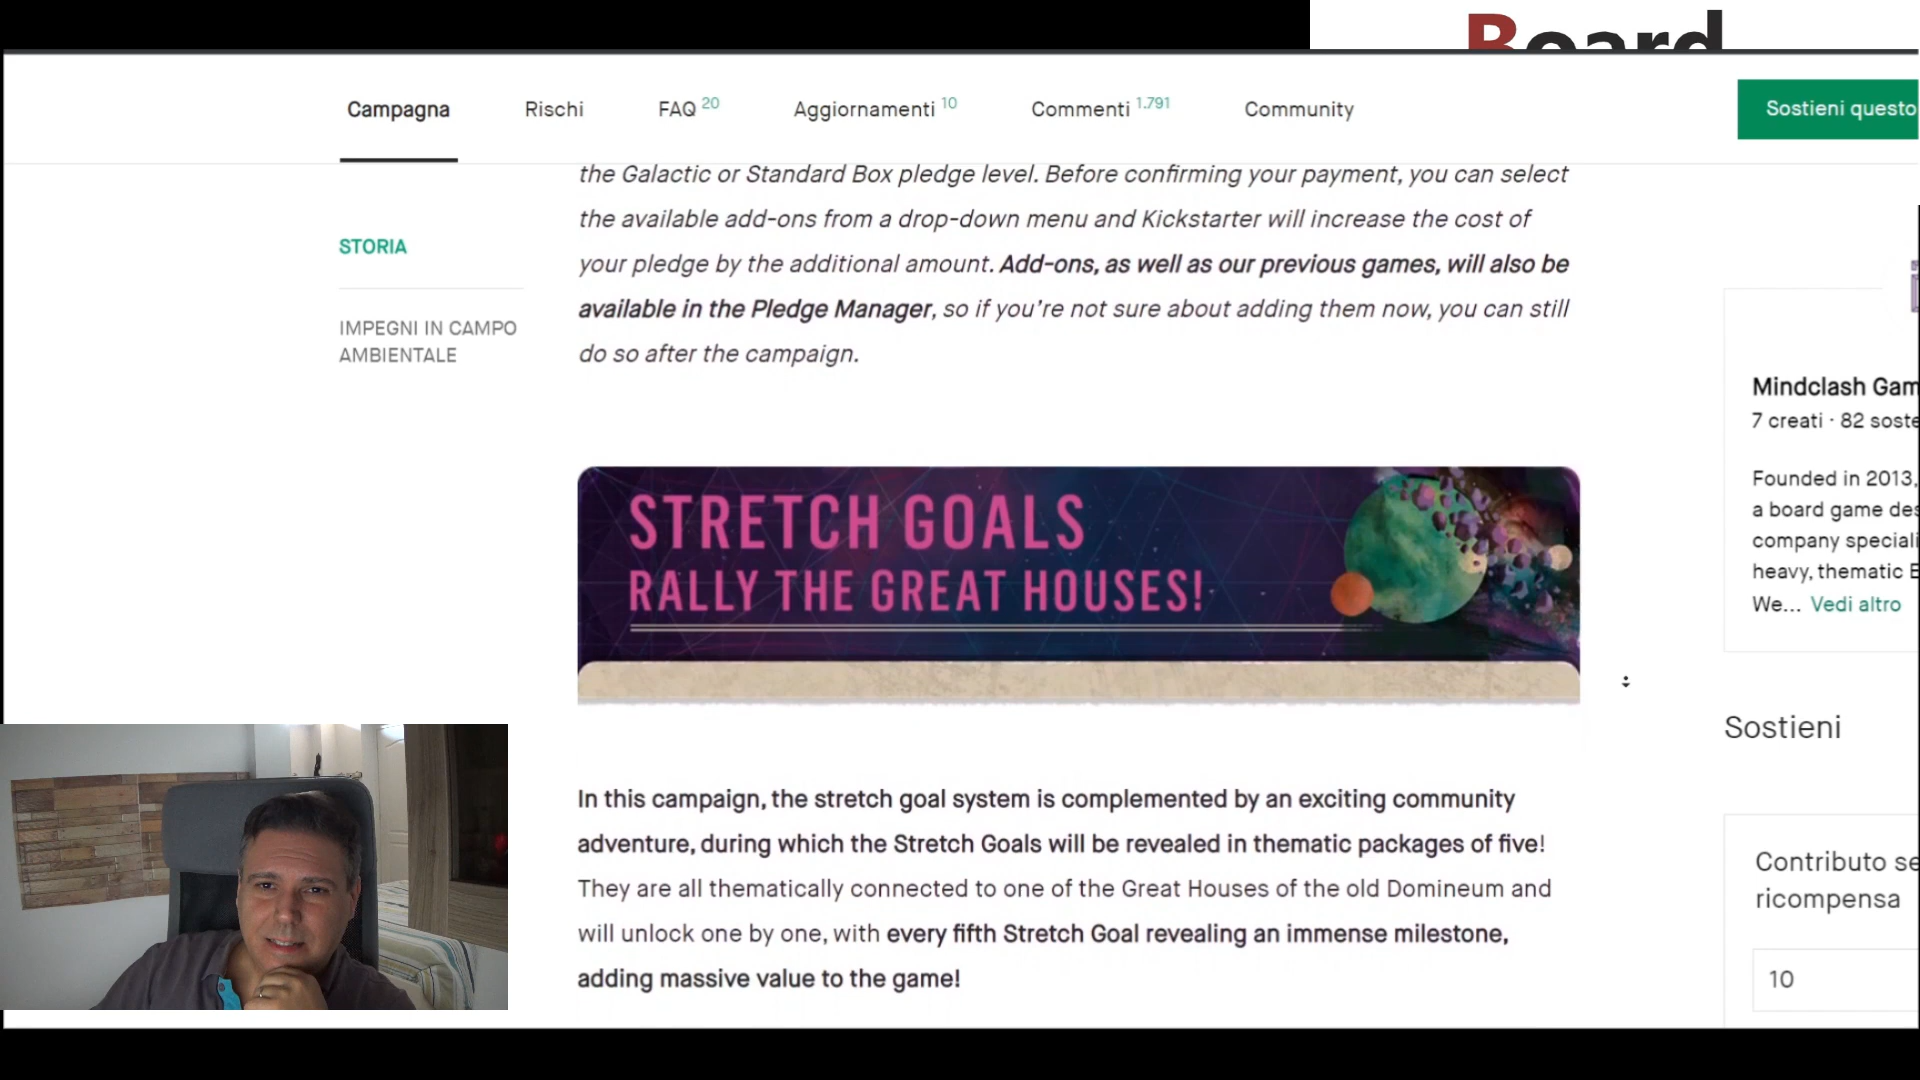 Board
Campagna
Rischi
FAQ 20
Aggiornamenti 10
Commenti 1.791
Community
Sostieni questo
STORIA
IMPEGNI IN CAMPO
AMBIENTALE
the Galactic or Standard Box pledge level. Before confirming your payment, you can select
the available add-ons from a drop-down menu and Kickstarter will increase the cost of
your pledge by the additional amount. Add-ons, as well as our previous games, will also be
available in the Pledge Manager, so if you're not sure about adding them now, you can still
do so after the campaign.
STRETCH GOALS
RALLY THE GREAT HOUSES!
In this campaign, the stretch goal system is complemented by an exciting community
adventure, during which the Stretch Goals will be revealed in thematic packages of five!
They are all thematically connected to one of the Great Houses of the old Domineum and
will unlock one by one, with every fifth Stretch Goal revealing an immense milestone,
adding massive value to the game!
Mindclash Gam
7 creati · 82 soste
Founded in 2013,
a board game des
company speciali
heavy, thematic E
We... Vedi altro
Sostieni
Contributo se
ricompensa
10